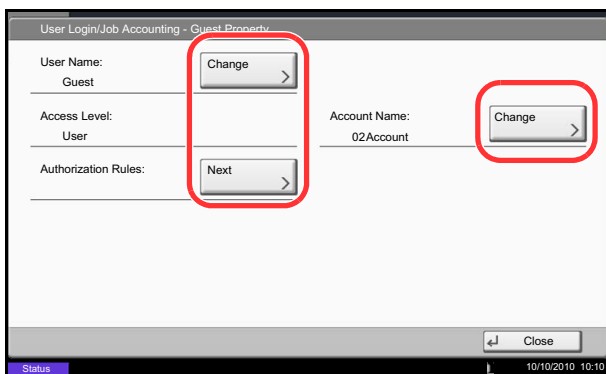 User Login/Job Accounting - Guest Property
User Name:
Guest
Change
Access Level:
User
Account Name:
02Account
Change
Authorization Rules:
Next
Close
Status
10/10/2010 10:10